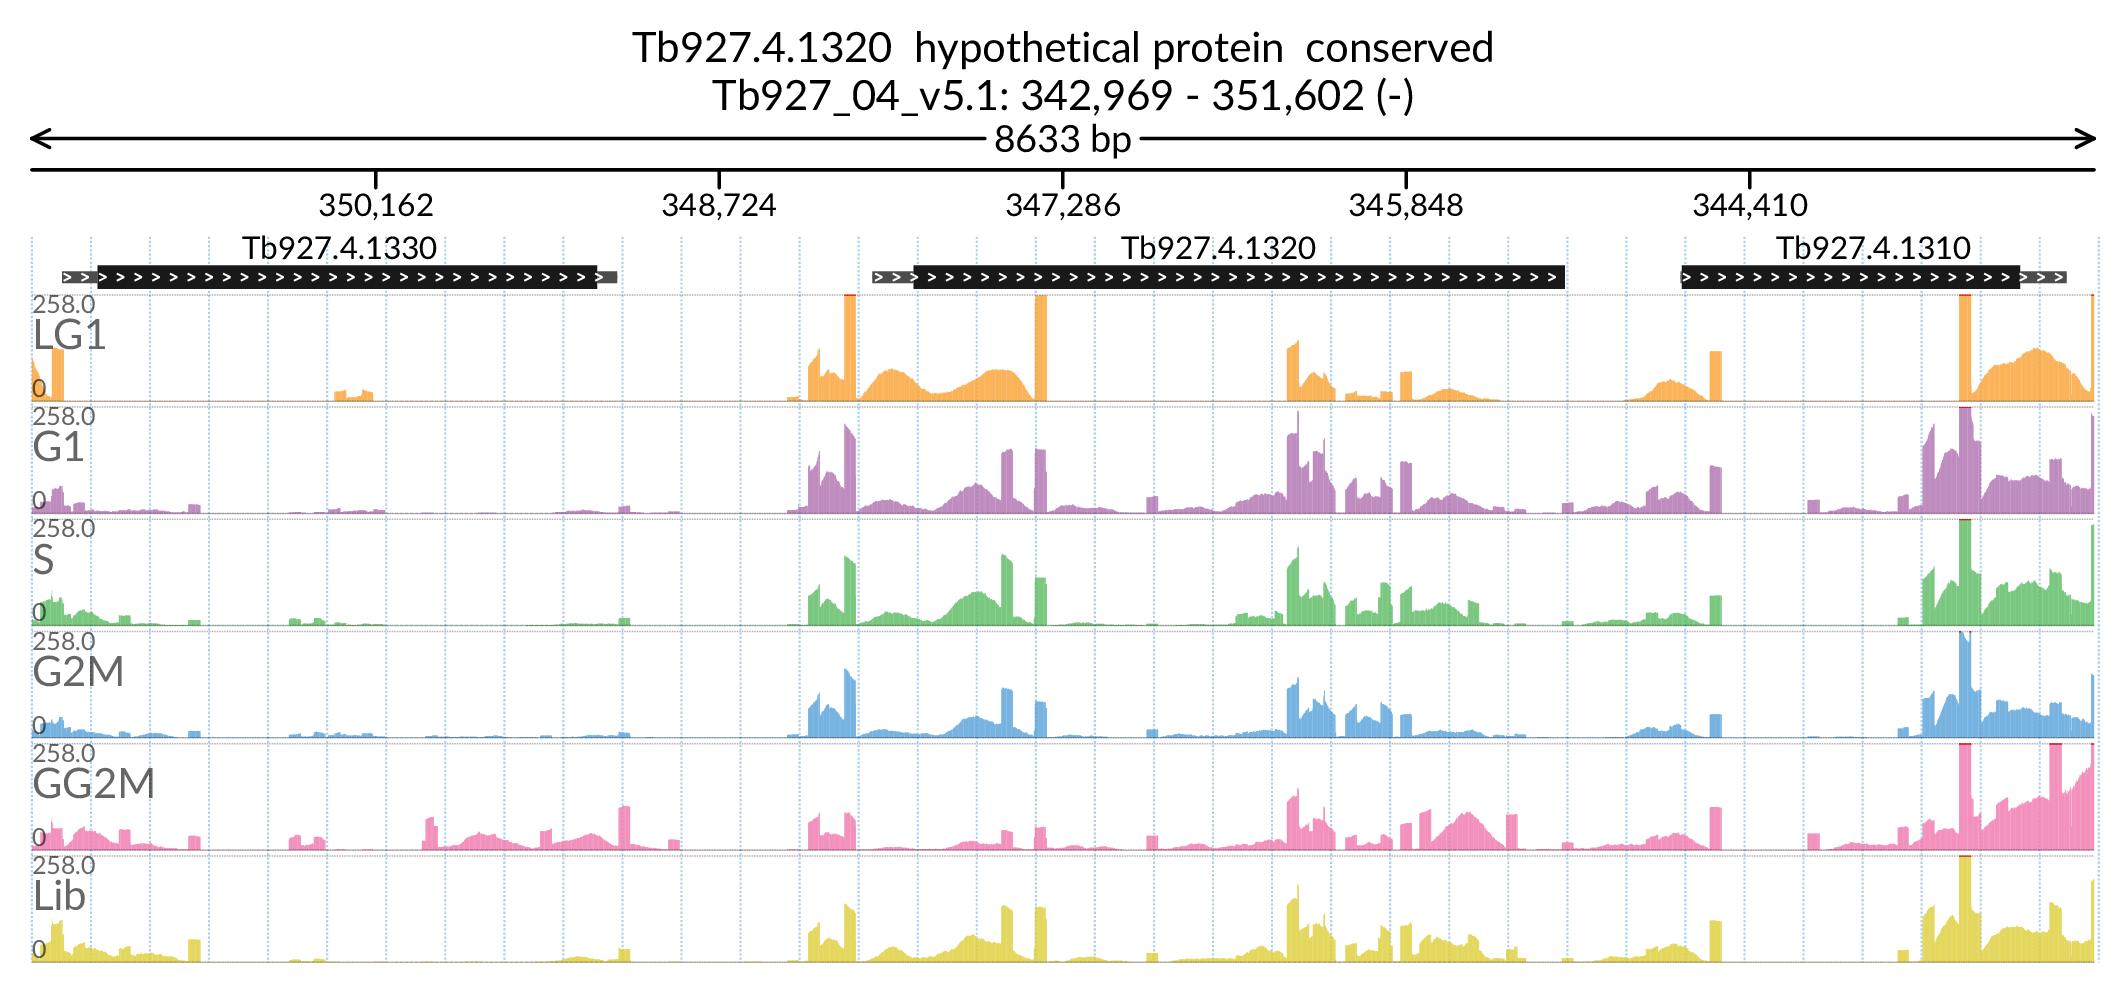 Tb927.4.1320 hypothetical protein conserved
Tb927_04_v5.1: 342,969 - 351,602 (-)
8633 bp
350,162 348,724 347,286 345,848 344,410
Tb927.4.1330 Tb927.4.1320 Tb927.4.1310
258.0
LG1
0
258.0
G1
0
258.0
S
0
258.0
G2M
0
258.0
GG2M
0
258.0
Lib
0